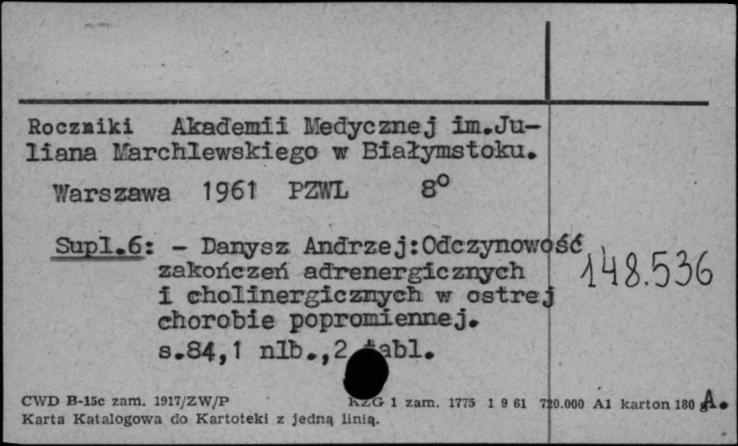 Roczniki Akademii Medycznej im.Ju-
liana Marchlewskiego w Białymstoku.
Warszawa 1961 PZWL 8°
Supl.6: - Danysz Andrzej:Odczynowość
zakończeń adrenergicznych
i cholinergicznych w ostrej
chorobie popromiennej.
148.536
s.84,1 nlb.,2 tabl.
CWD B-15c zam. 1917/ZW/P KZG 1 zam. 1775 1 9 61 720.000 A1 karton 180 g A.
Karta Katalogowa do Kartoteki z jedną linią.